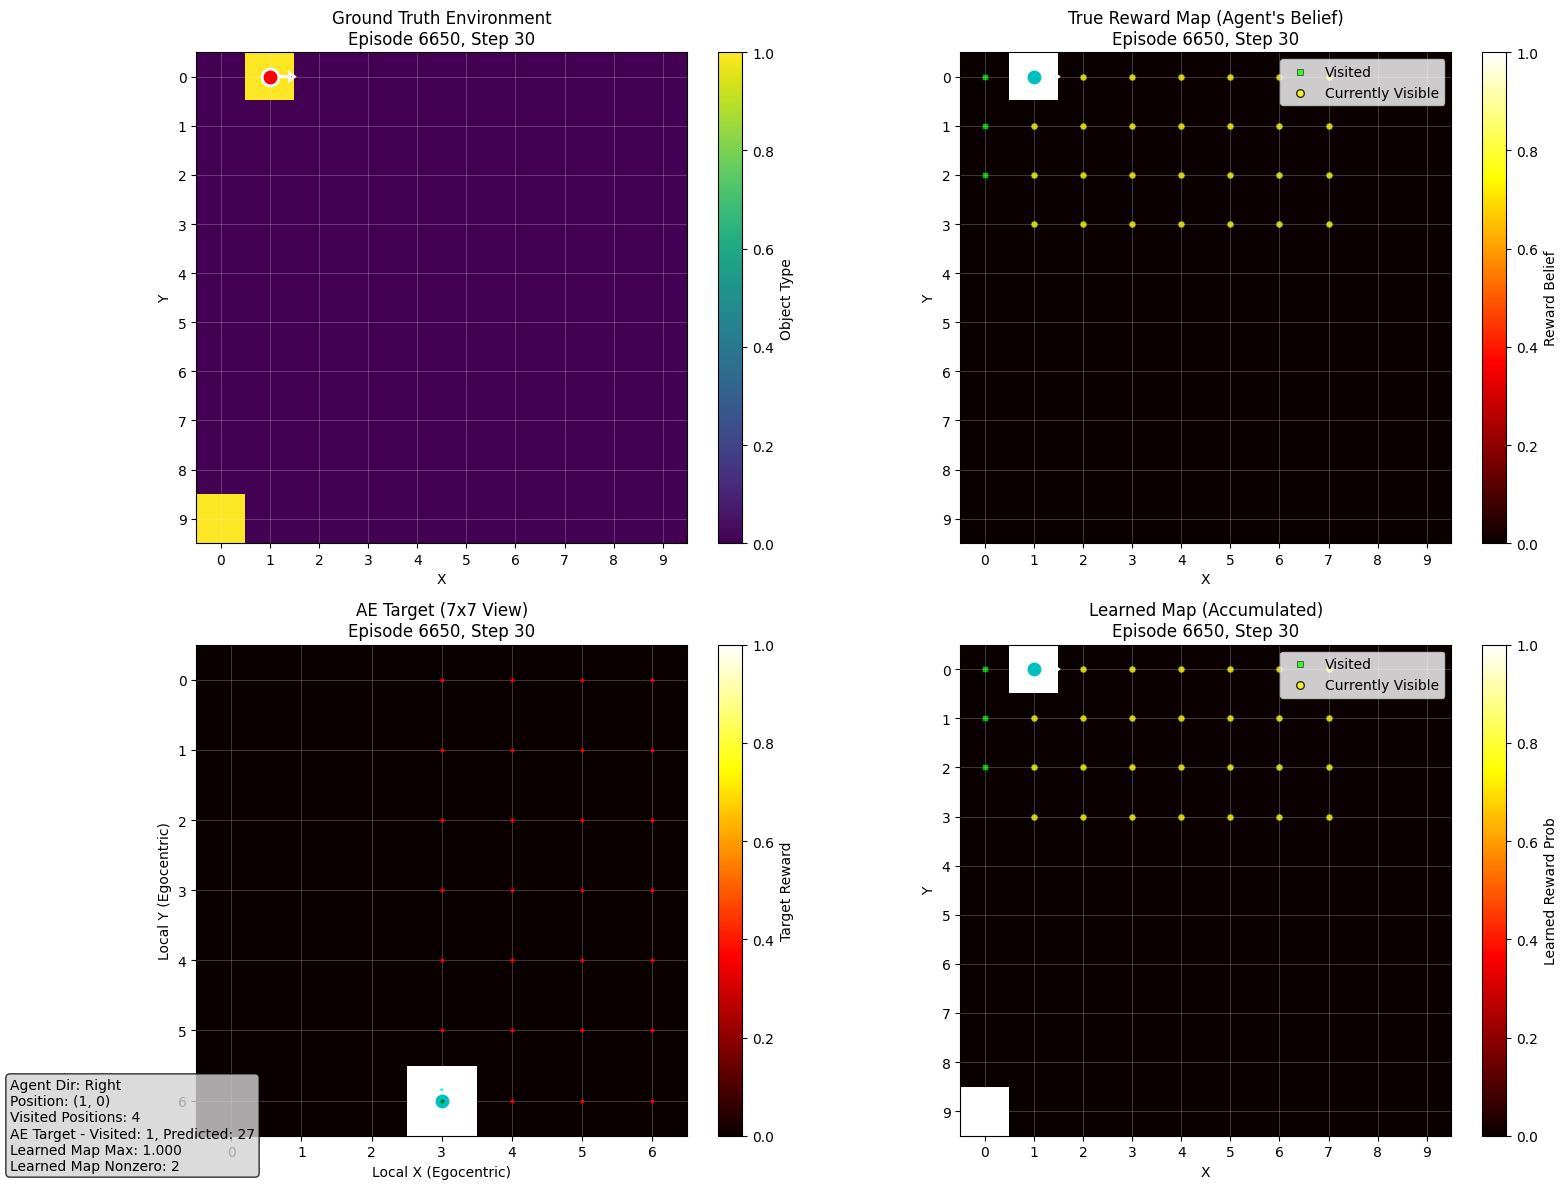 Ground Truth Environment
Episode 6650, Step 30
0
1
2
3
4
5
6
7
8
9
Y
0 1 2 3 4 5 6 7 8 9
X
1.0
0.8
0.6
0.4
0.2
0.0
Object Type
True Reward Map (Agent's Belief)
Episode 6650, Step 30
Visited
Currently Visible
0
1
2
3
4
5
6
7
8
9
Y
0 1 2 3 4 5 6 7 8 9
X
1.0
0.8
0.6
0.4
0.2
0.0
Reward Belief
AE Target (7x7 View)
Episode 6650, Step 30
0
1
2
3
4
5
6
Local Y (Egocentric)
0 1 2 3 4 5 6
Local X (Egocentric)
1.0
0.8
0.6
0.4
0.2
0.0
Target Reward
Learned Map (Accumulated)
Episode 6650, Step 30
Visited
Currently Visible
0
1
2
3
4
5
6
7
8
9
Y
0 1 2 3 4 5 6 7 8 9
X
1.0
0.8
0.6
0.4
0.2
0.0
Learned Reward Prob
Agent Dir: Right
Position: (1, 0)
Visited Positions: 4
AE Target - Visited: 1, Predicted: 27
Learned Map Max: 1.000
Learned Map Nonzero: 2